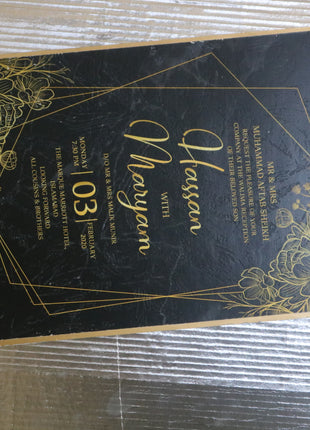 MR & MRS
MUHAMMAD AFTAB SHEIKH
REQUEST THE PLEASURE OF YOUR
COMPANY AT THE WALIMA RECEPTION
OF THEIR BELOVED SON
Hassan
WITH
Maryam
D/O MR & MRS MALIK MUNIR
MONDAY
7:30 PM
03
FEBRUARY
2020
THE MARQUE MARRIOTT HOTEL
ISLAMABAD
LOOKING FORWARD
ALL COUSINS & BROTHERS